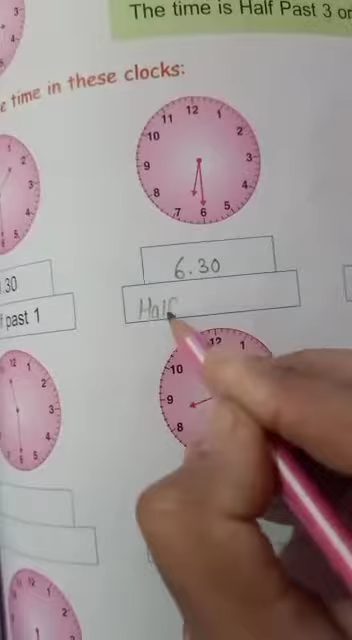 The time is Half Past 3 or
e time in these clocks:
6.30
Half
.30
f past 1